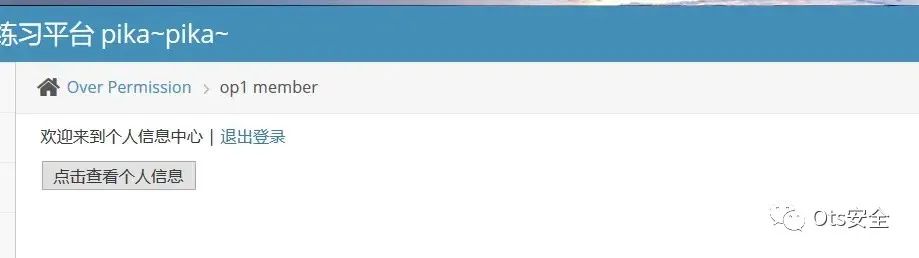 练习平台 pika~pika~
Over Permission > op1 member
欢迎来到个人信息中心 | 退出登录
点击查看个人信息
Ots安全